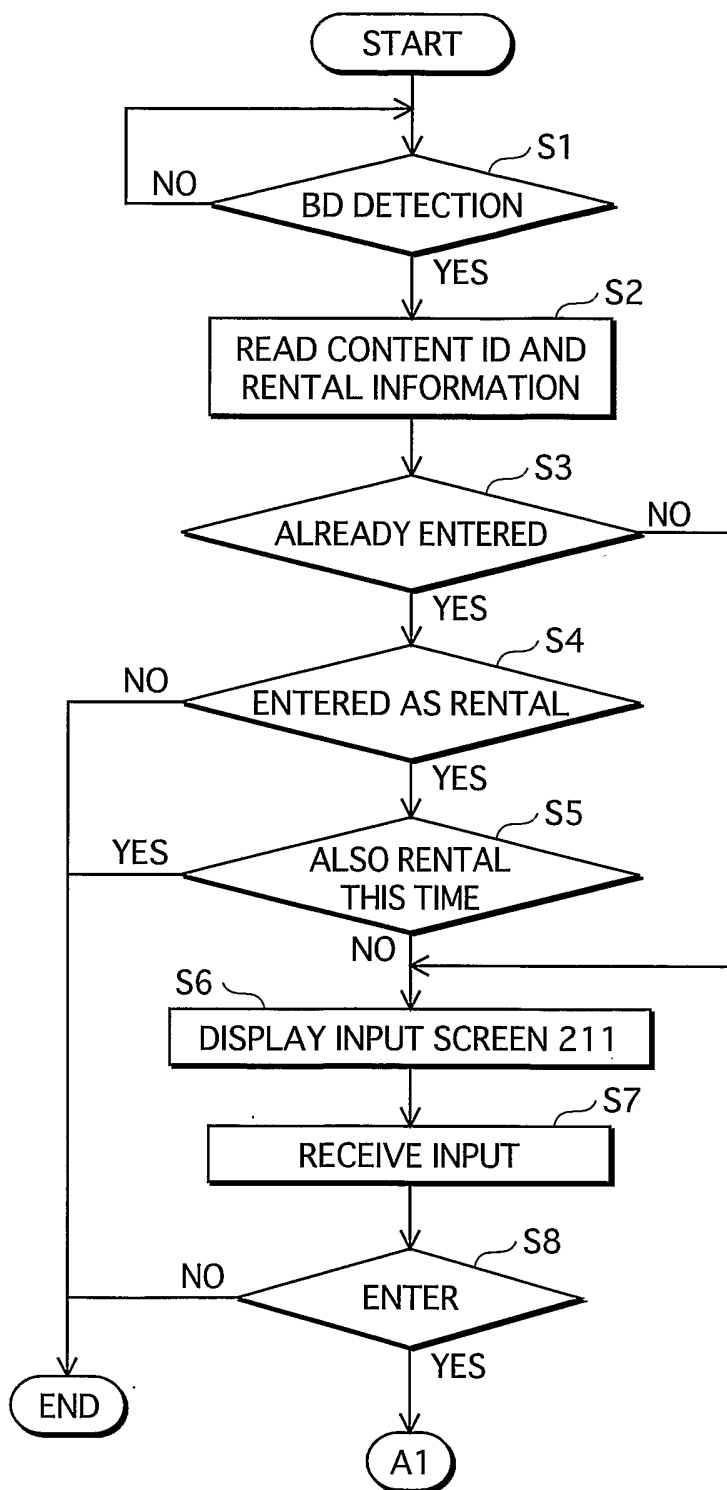 START
S1
NO
BD DETECTION
YES
S2
READ CONTENT ID AND
RENTAL INFORMATION
S3
NO
ALREADY ENTERED
YES
S4
NO
ENTERED AS RENTAL
YES
S5
YES
ALSO RENTAL
THIS TIME
NO
S6
DISPLAY INPUT SCREEN 211
S7
RECEIVE INPUT
S8
NO
ENTER
YES
END
A1